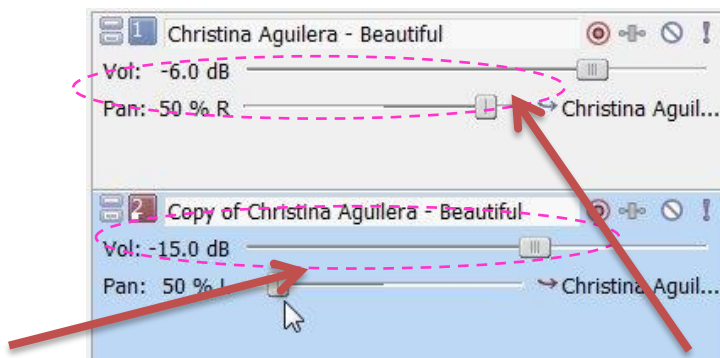 1 Christina Aguilera - Beautiful
Vol: -6.0 dB
Pan: 50 % R Christina Aguil...
2 Copy of Christina Aguilera - Beautiful
Vol: -15.0 dB
Pan: 50 % L Christina Aguil...